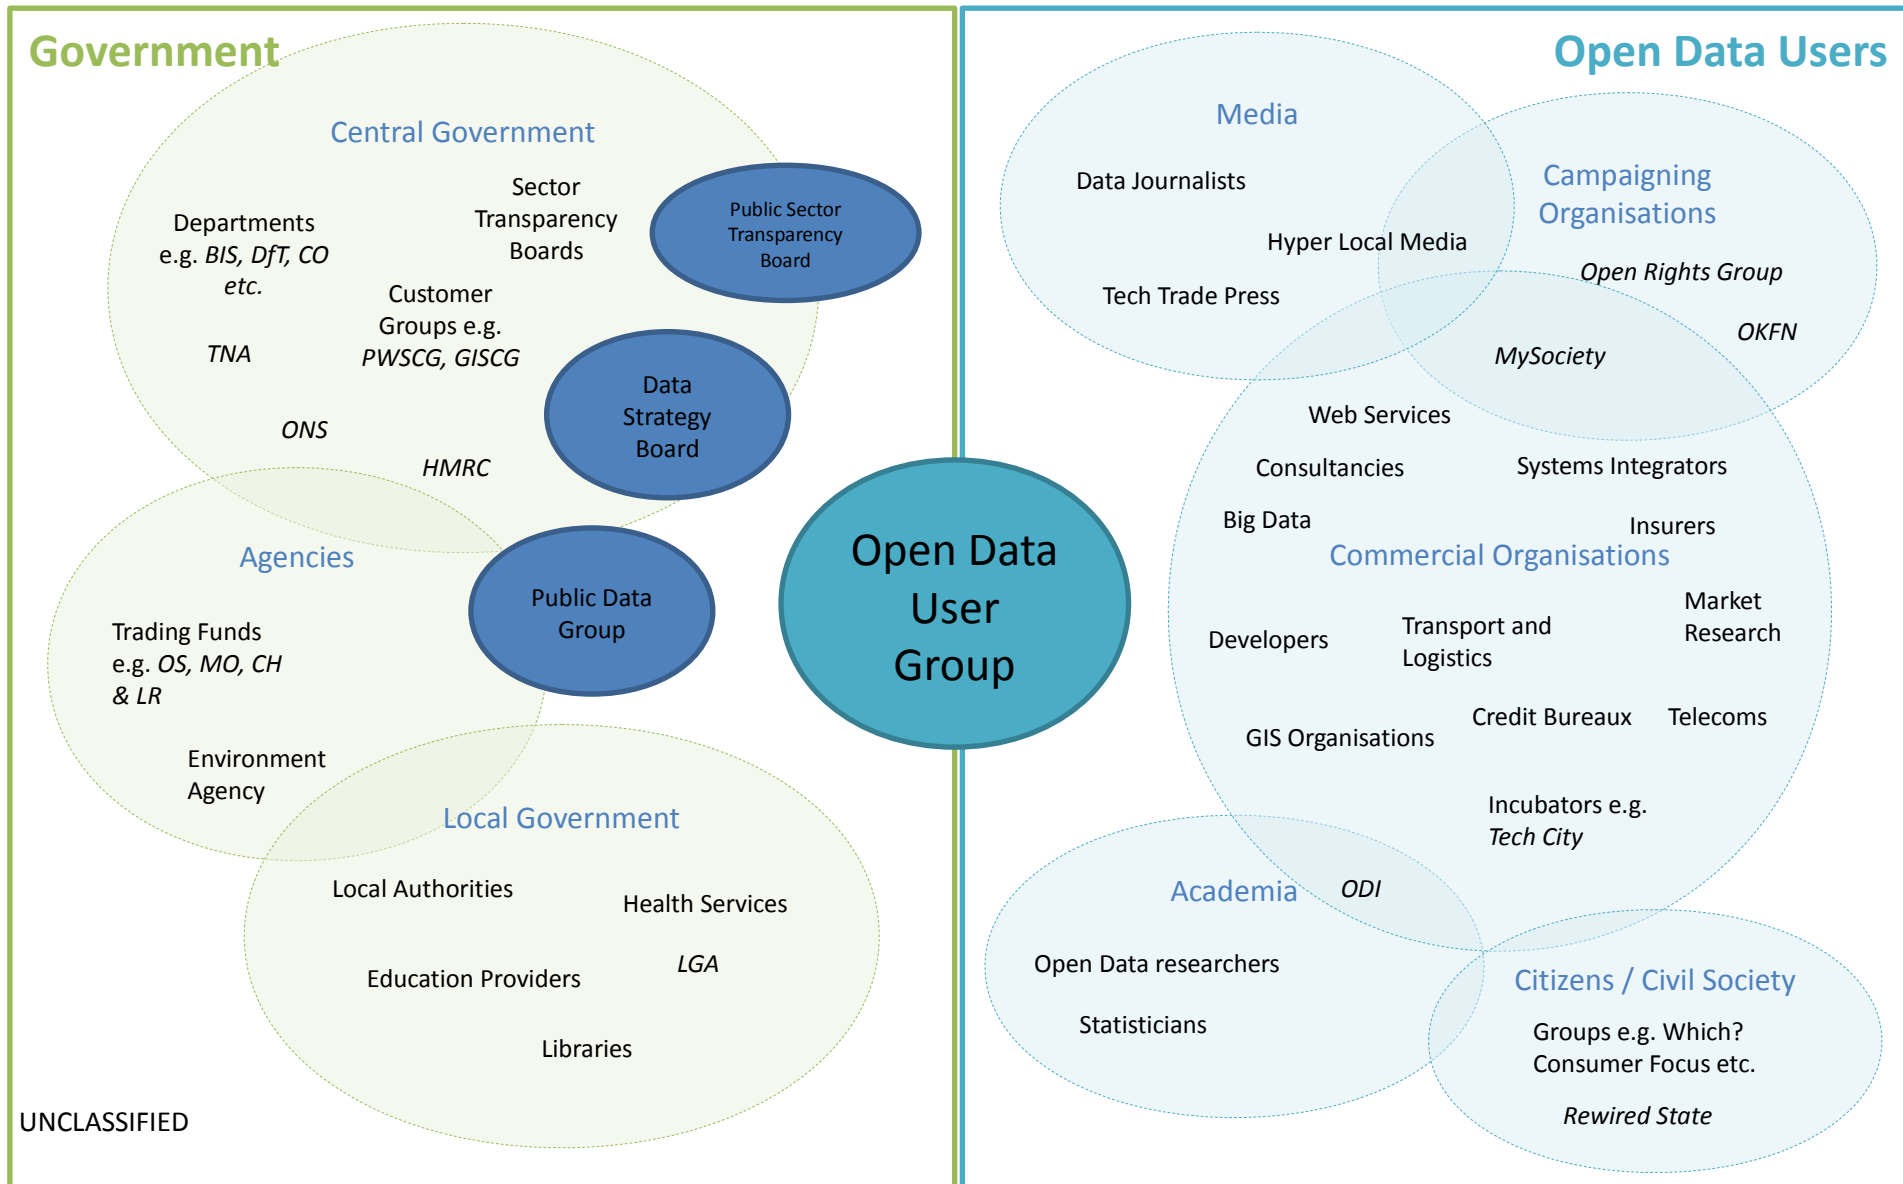 Government
Central Government
Departments
e.g. BIS, DfT, CO
etc.
Sector
Transparency
Boards
Public Sector
Transparency
Board
Customer
Groups e.g.
PWSCG, GISCG
TNA
ONS
HMRC
Data
Strategy
Board
Agencies
Public Data
Group
Trading Funds
e.g. OS, MO, CH
& LR
Environment
Agency
Local Government
Local Authorities
Health Services
LGA
Education Providers
Libraries
UNCLASSIFIED
Open Data
User
Group
Open Data Users
Media
Data Journalists
Hyper Local Media
Tech Trade Press
Campaigning
Organisations
Open Rights Group
OKFN
MySociety
Web Services
Consultancies
Systems Integrators
Big Data
Insurers
Commercial Organisations
Developers
Transport and
Logistics
Market
Research
GIS Organisations
Credit Bureaux
Telecoms
Incubators e.g.
Tech City
Academia
ODI
Open Data researchers
Statisticians
Citizens / Civil Society
Groups e.g. Which?
Consumer Focus etc.
Rewired State